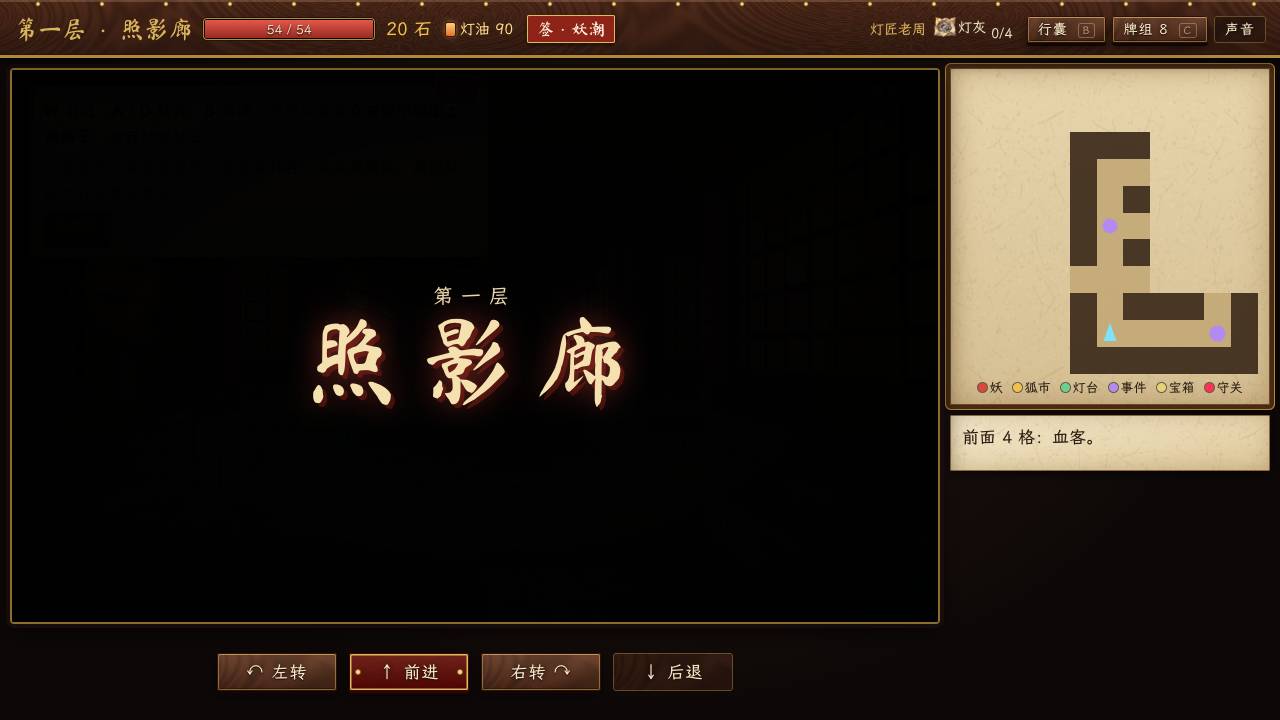 第一层 · 照影廊
54 / 54
20 石
灯油 90
签 · 妖潮
灯匠老周
灯灰 0/4
行囊 B
牌组 8 C
声音
第一层
照影廊
妖 狐市 灯台 事件 宝箱 守关
前面 4 格：血客。
↶ 左转
↑ 前进
右转 ↷
↓ 后退